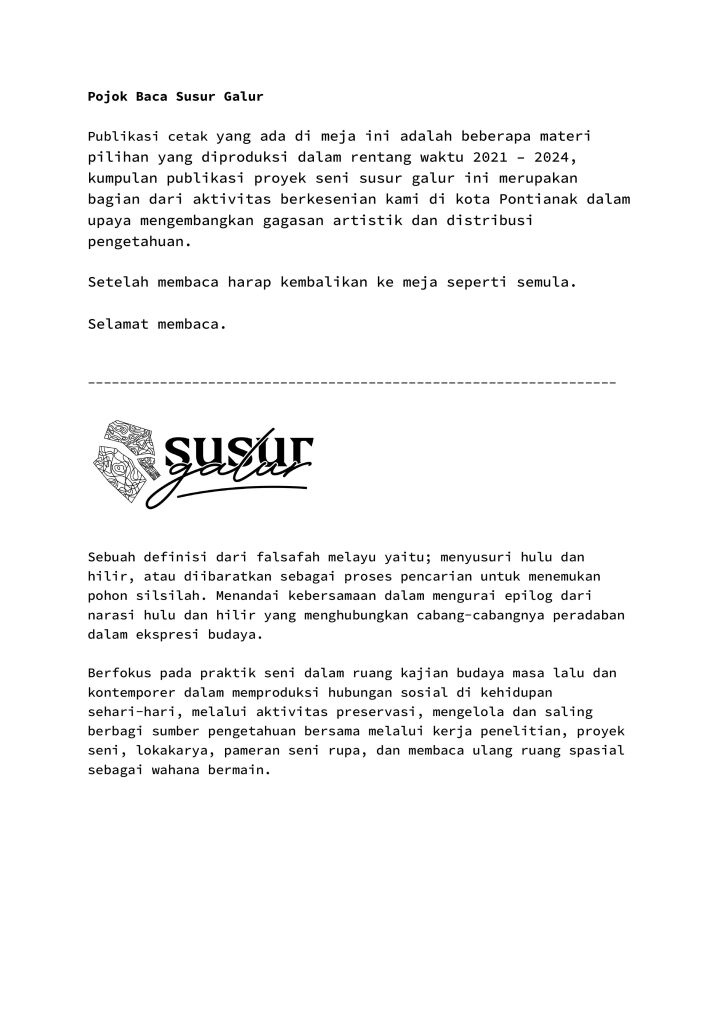 Pojok Baca Susur Galur
Publikasi cetak yang ada di meja ini adalah beberapa materi
pilihan yang diproduksi dalam rentang waktu 2021 – 2024,
kumpulan publikasi proyek seni susur galur ini merupakan
bagian dari aktivitas berkesenian kami di kota Pontianak dalam
upaya mengembangkan gagasan artistik dan distribusi
pengetahuan.
Setelah membaca harap kembalikan ke meja seperti semula.
Selamat membaca.
susur
galur
Sebuah definisi dari falsafah melayu yaitu; menyusuri hulu dan
hilir, atau diibaratkan sebagai proses pencarian untuk menemukan
pohon silsilah. Menandai kebersamaan dalam mengurai epilog dari
narasi hulu dan hilir yang menghubungkan cabang-cabangnya peradaban
dalam ekspresi budaya.
Berfokus pada praktik seni dalam ruang kajian budaya masa lalu dan
kontemporer dalam memproduksi hubungan sosial di kehidupan
sehari-hari, melalui aktivitas preservasi, mengelola dan saling
berbagi sumber pengetahuan bersama melalui kerja penelitian, proyek
seni, lokakarya, pameran seni rupa, dan membaca ulang ruang spasial
sebagai wahana bermain.